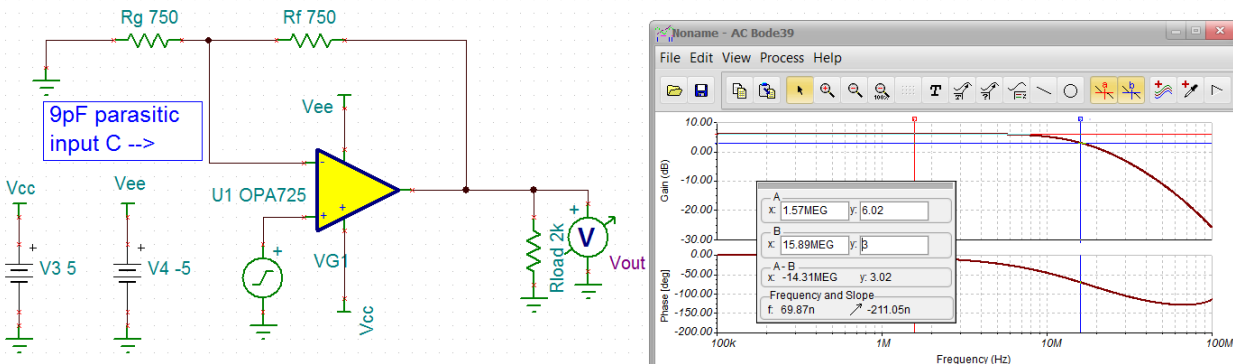 Rg 750
Rf 750
9pF parasitic
input C -->
Vee
-
U1 OPA725
+
+
Vcc
Vee
+
V3 5
+
V4 -5
+
VG1
Vcc
Rload 2k
+
V
Vout
Noname - AC Bode39
File Edit View Process Help
100%
T
a
b
10.00
0.00
-10.00
-20.00
-30.00
Gain (dB)
A
x: 1.57MEG y: 6.02
B
x: 15.89MEG y: 3
A - B
x: -14.31MEG y: 3.02
Frequency and Slope
f: 69.87n -211.05n
0.00
-50.00
-100.00
-150.00
-200.00
Phase [deg]
100k 1M 10M 100M
Frequency (Hz)